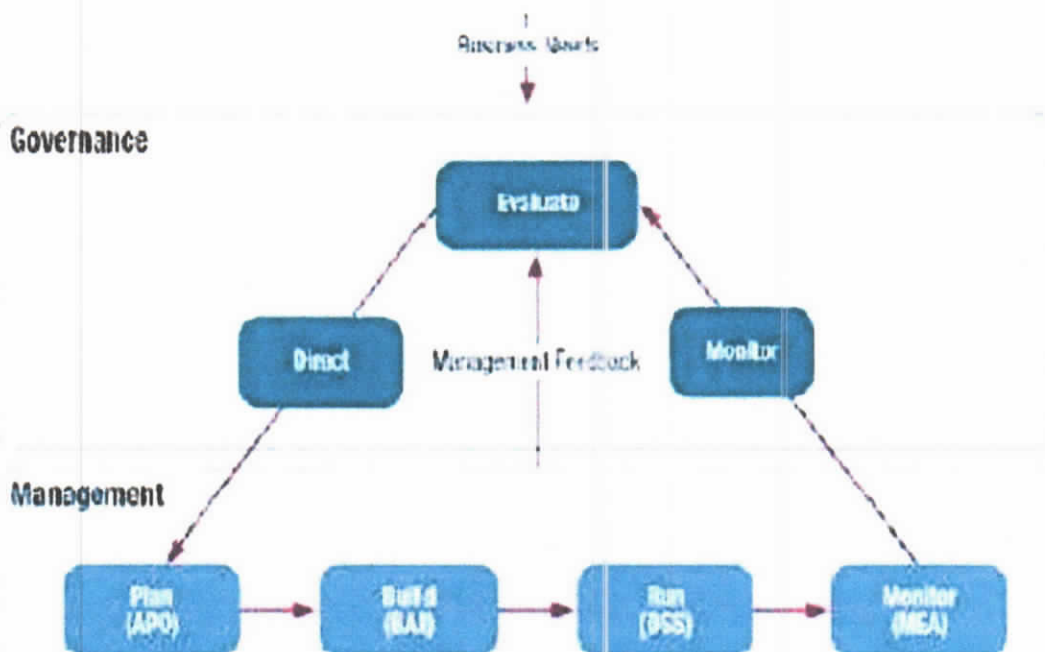 Business Needs
Governance
Evaluate
Direct
Management Feedback
Monitor
Management
Plan
(APO)
Build
(BAI)
Run
(DSS)
Monitor
(MEA)